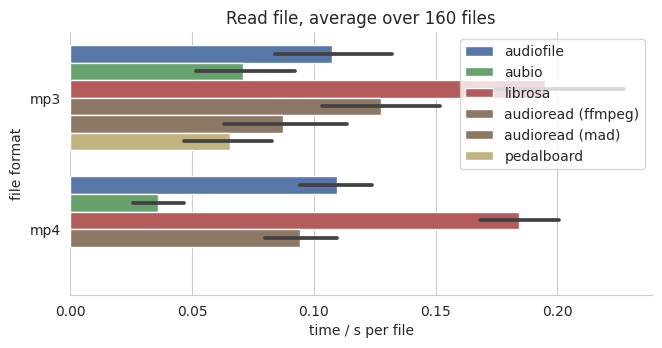 Read file, average over 160 files
audiofile
aubio
librosa
audioread (ffmpeg)
audioread (mad)
pedalboard
file format
mp3
mp4
0.00 0.05 0.10 0.15 0.20
time / s per file